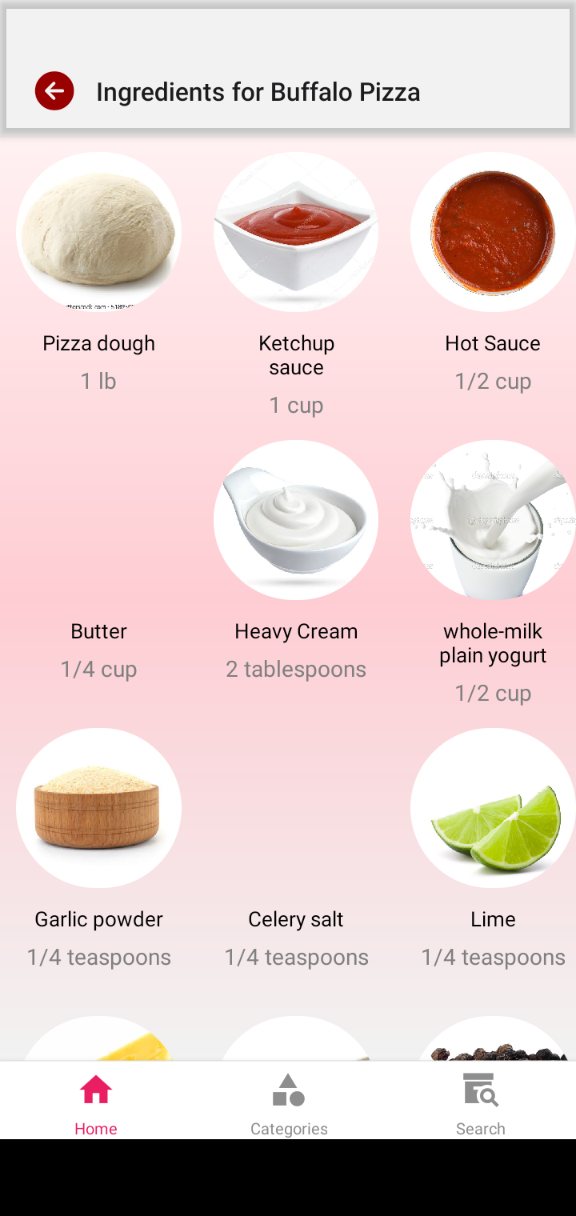 Ingredients for Buffalo Pizza
Pizza dough
1 lb
Ketchup
sauce
1 cup
Hot Sauce
1/2 cup
Butter
1/4 cup
Heavy Cream
2 tablespoons
whole-milk
plain yogurt
1/2 cup
Garlic powder
1/4 teaspoons
Celery salt
1/4 teaspoons
Lime
1/4 teaspoons
Home
Categories
Search